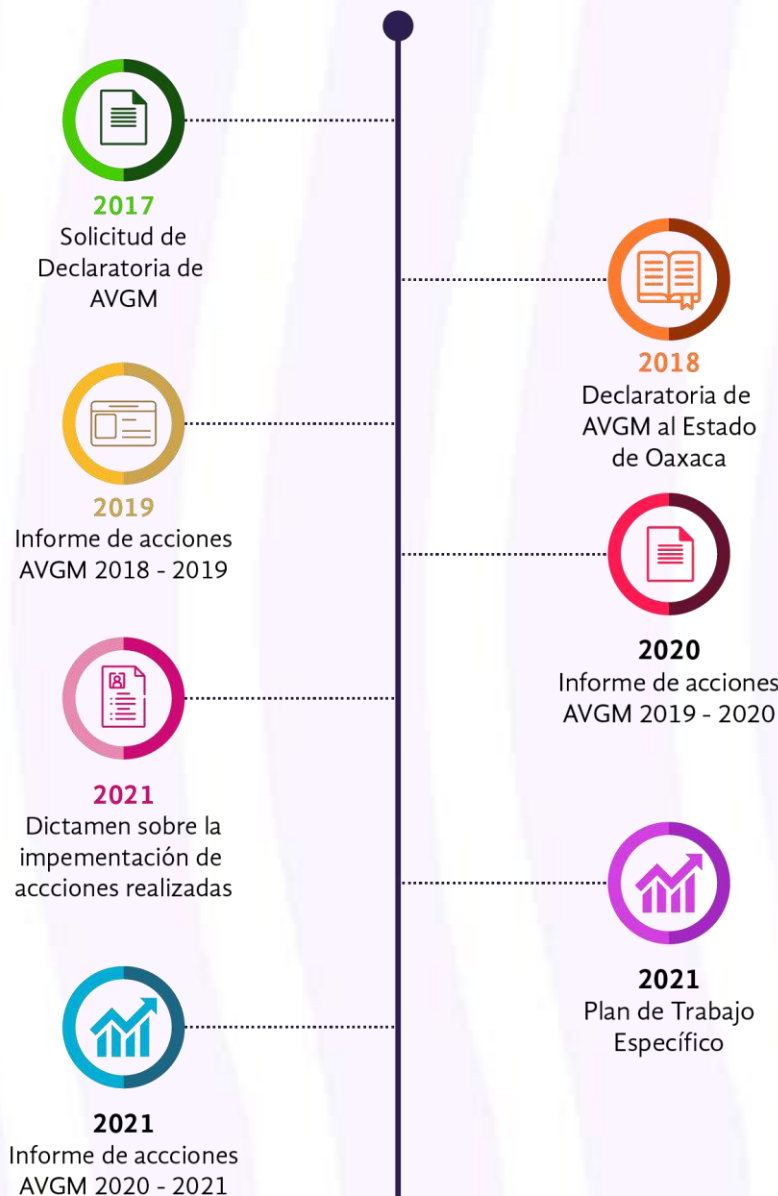 2017
Solicitud de
Declaratoria de
AVGM
2018
Declaratoria de
AVGM al Estado
de Oaxaca
2019
Informe de acciones
AVGM 2018 - 2019
2020
Informe de acciones
AVGM 2019 - 2020
2021
Dictamen sobre la
impementación de
accciones realizadas
2021
Plan de Trabajo
Específico
2021
Informe de accciones
AVGM 2020 - 2021